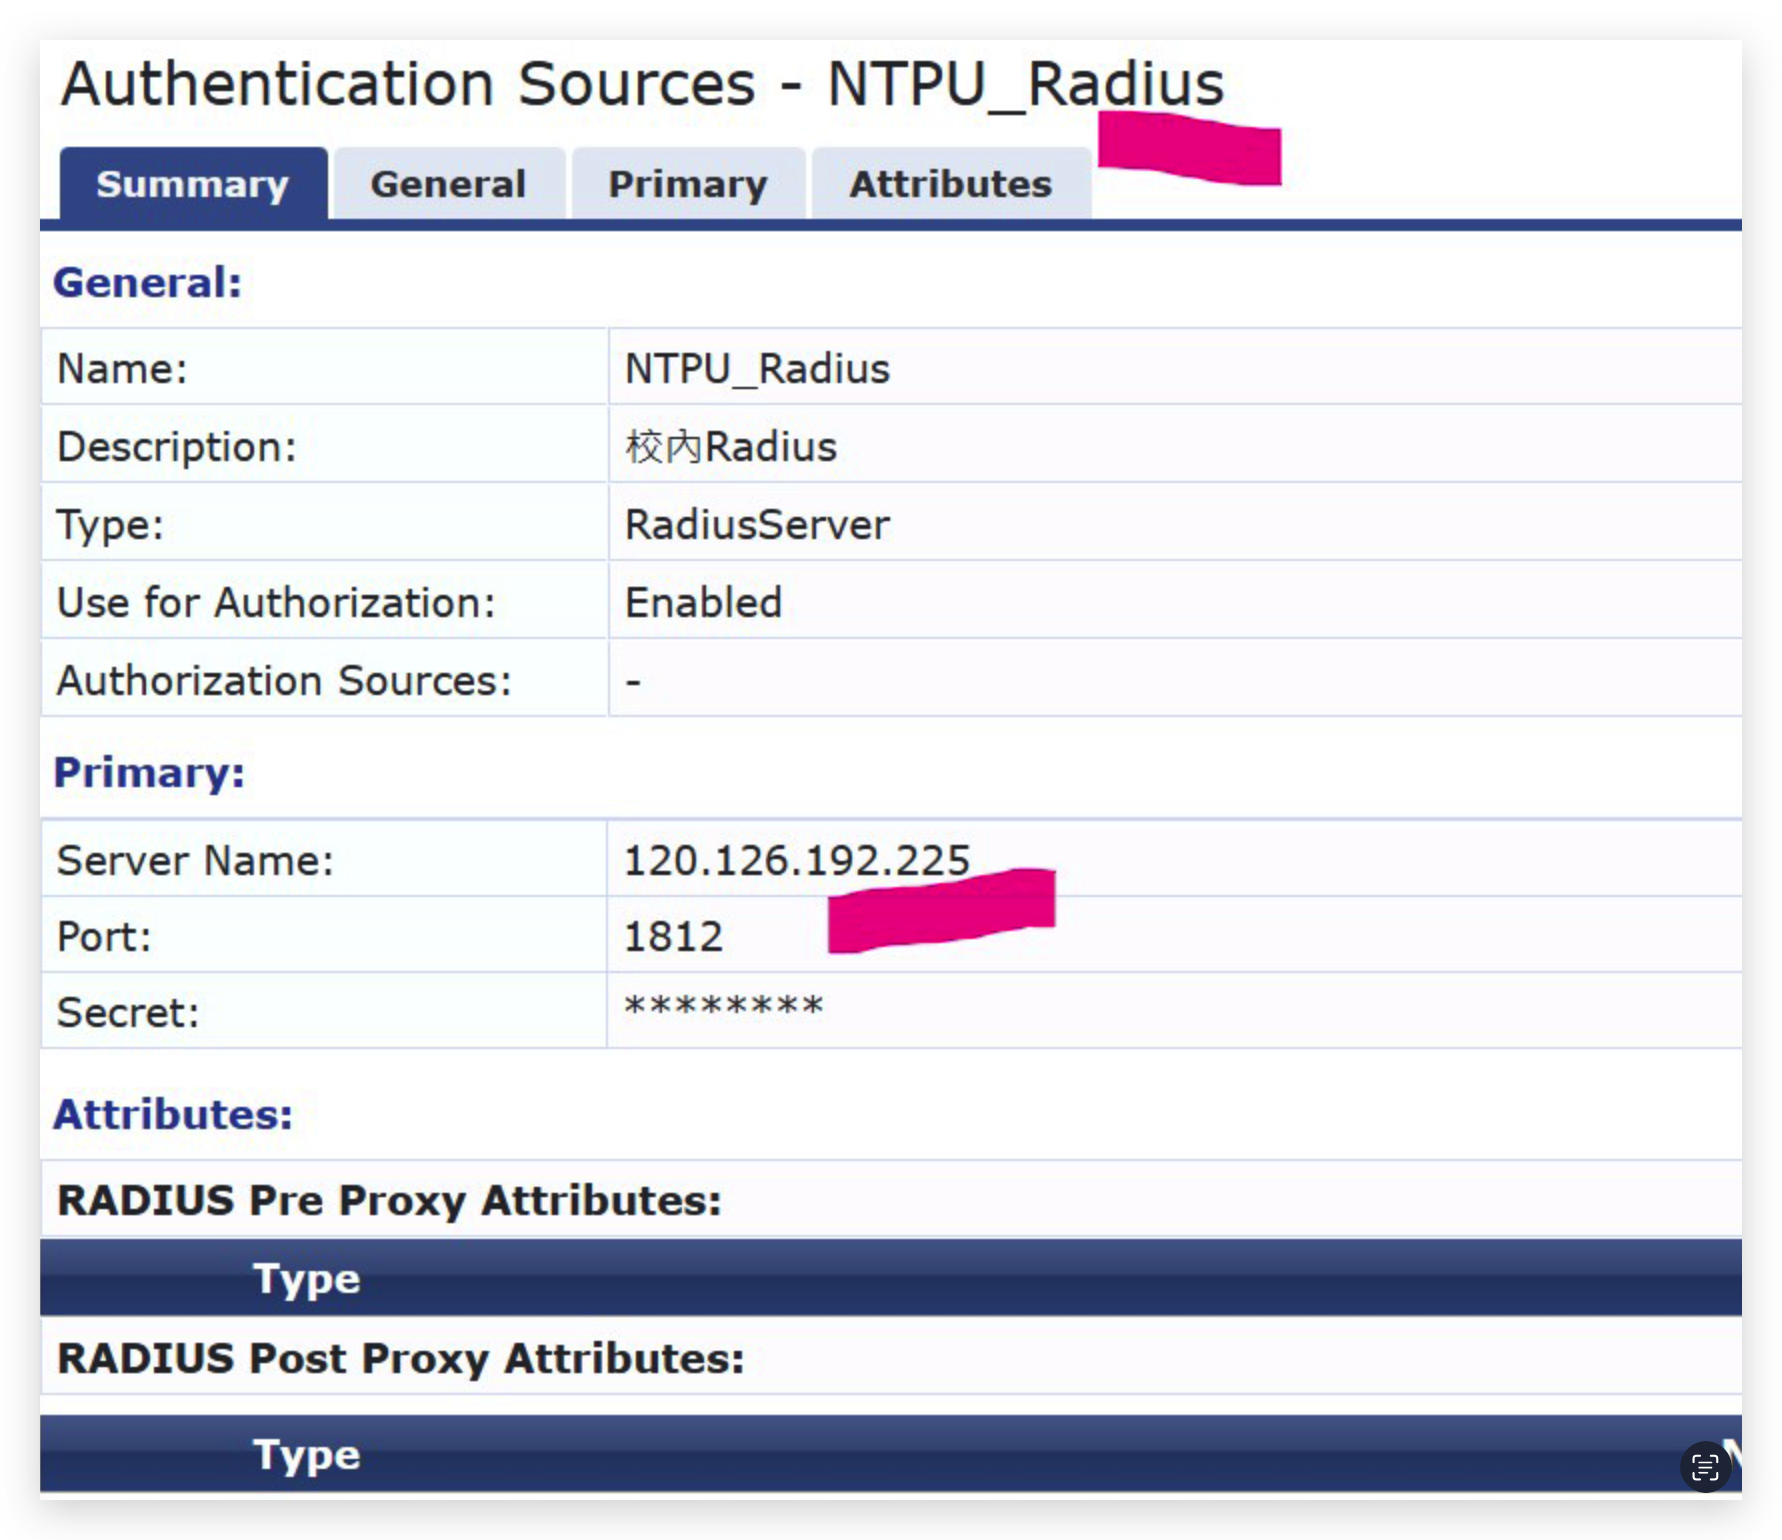 Authentication Sources - NTPU_Radius
Summary General Primary Attributes
General:
Name: NTPU_Radius
Description: 校內Radius
Type: RadiusServer
Use for Authorization: Enabled
Authorization Sources: -
Primary:
Server Name: 120.126.192.225
Port: 1812
Secret: ********
Attributes:
RADIUS Pre Proxy Attributes:
Type
RADIUS Post Proxy Attributes:
Type